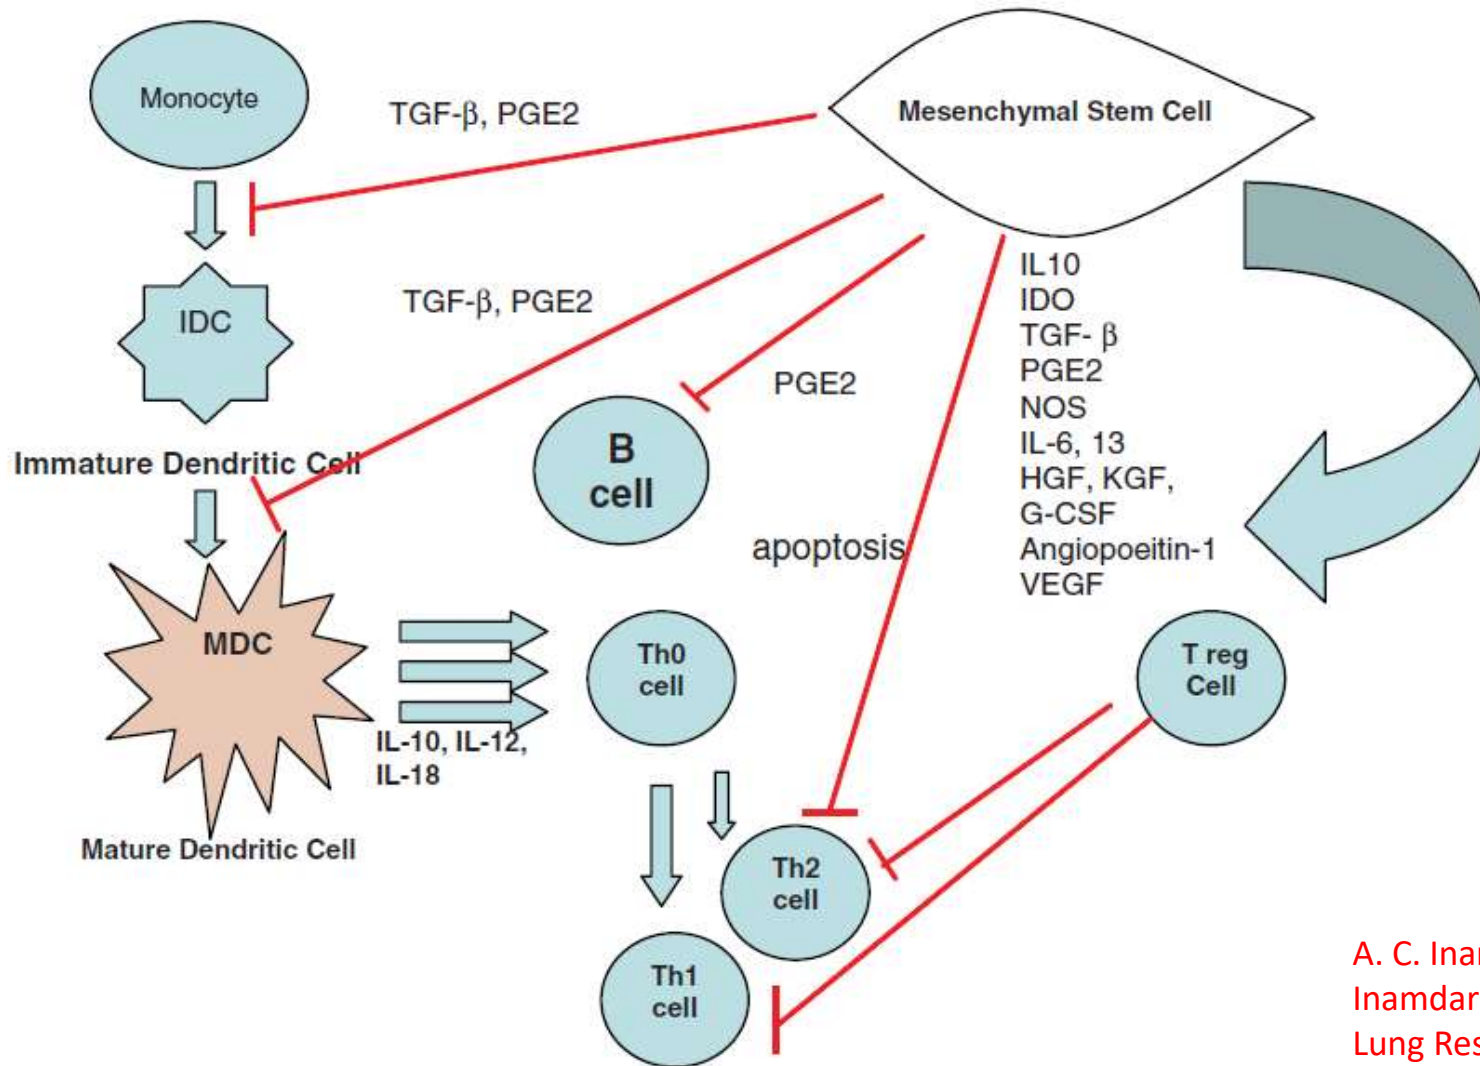 Monocyte
TGF-β, PGE2
Mesenchymal Stem Cell
IDC
TGF-β, PGE2
IL10
IDO
TGF- β
PGE2
NOS
IL-6, 13
HGF, KGF,
G-CSF
Angiopoeitin-1
VEGF
PGE2
Immature Dendritic Cell
B
cell
apoptosis
MDC
Th0
cell
T reg
Cell
IL-10, IL-12,
IL-18
Mature Dendritic Cell
Th2
cell
Th1
cell
A. C.
Inamdar
Lung